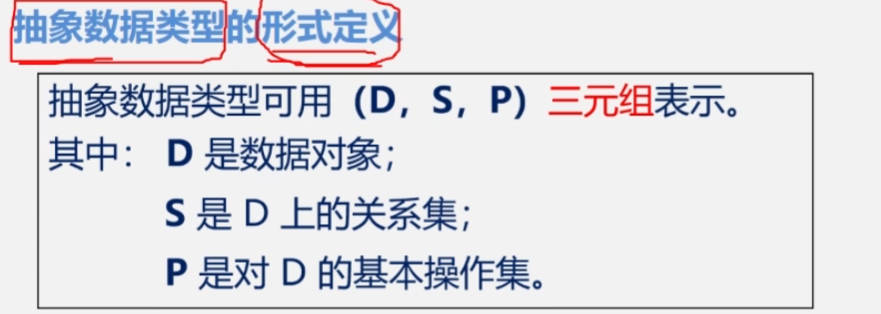 抽象数据类型的形式定义
抽象数据类型可用（D，S，P）三元组表示。
其中： D 是数据对象；
S 是 D 上的关系集；
P 是对 D 的基本操作集。